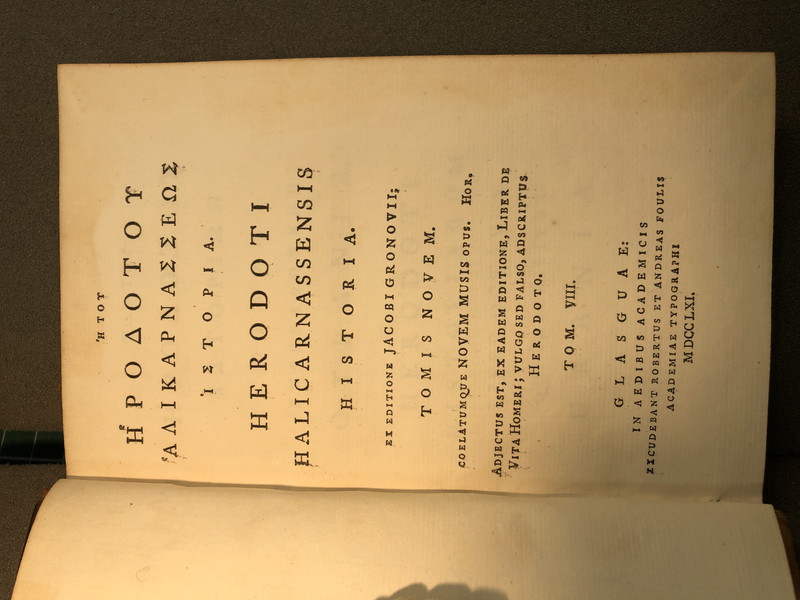 Ἡ ΤΟΥ
ἩΡΟΔΟΤΟΥ
ἉΛΙΚΑΡΝΑΣΣΕΩΣ
ἹΣΤΟΡΙΑ.
HERODOTI
HALICARNASSENSIS
HISTORIA.
EX EDITIONE JACOBI GRONOVII;
TOMIS NOVEM.
COELATUMQUE NOVEM MUSIS OPUS. HOR.
ADJECTUS EST, EX EADEM EDITIONE, LIBER DE
VITA HOMERI; VULGO SED FALSO, ADSCRIPTUS
HERODOTO.
TOM. VIII.
GLASGUAE:
IN AEDIBUS ACADEMICIS
EXCUDEBANT ROBERTUS ET ANDREAS FOULIS
ACADEMIAE TYPOGRAPHI
MDCCLXI.